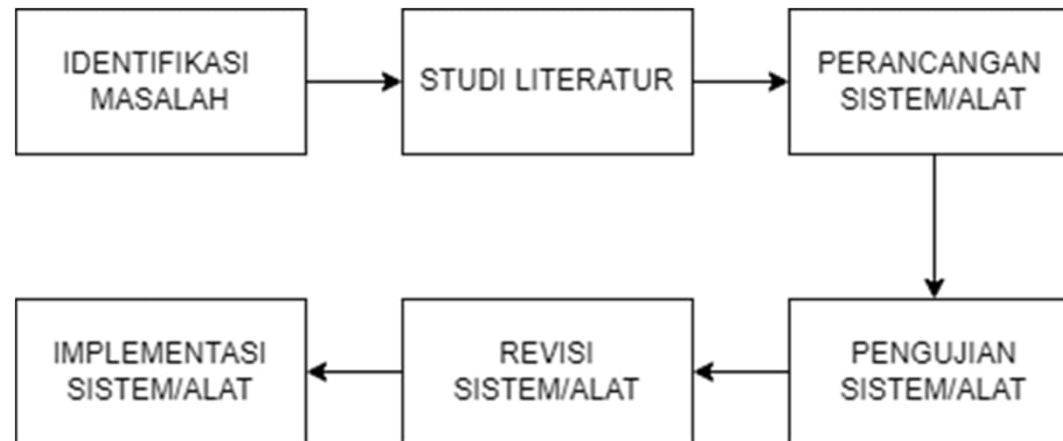 IDENTIFIKASI
MASALAH
STUDI LITERATUR
PERANCANGAN
SISTEM/ALAT
PENGUJIAN
SISTEM/ALAT
REVISI
SISTEM/ALAT
IMPLEMENTASI
SISTEM/ALAT